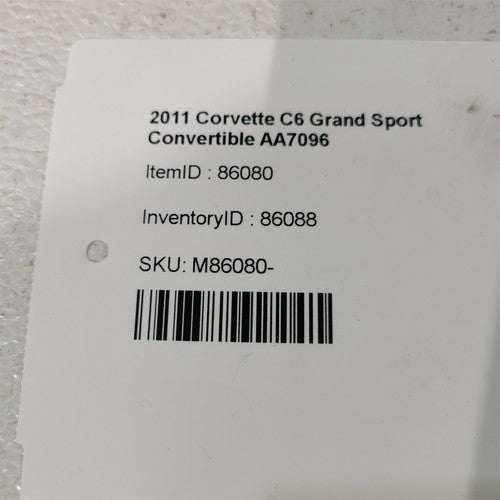 2011 Corvette C6 Grand Sport
Convertible AA7096
ItemID : 86080
InventoryID : 86088
SKU: M86080-